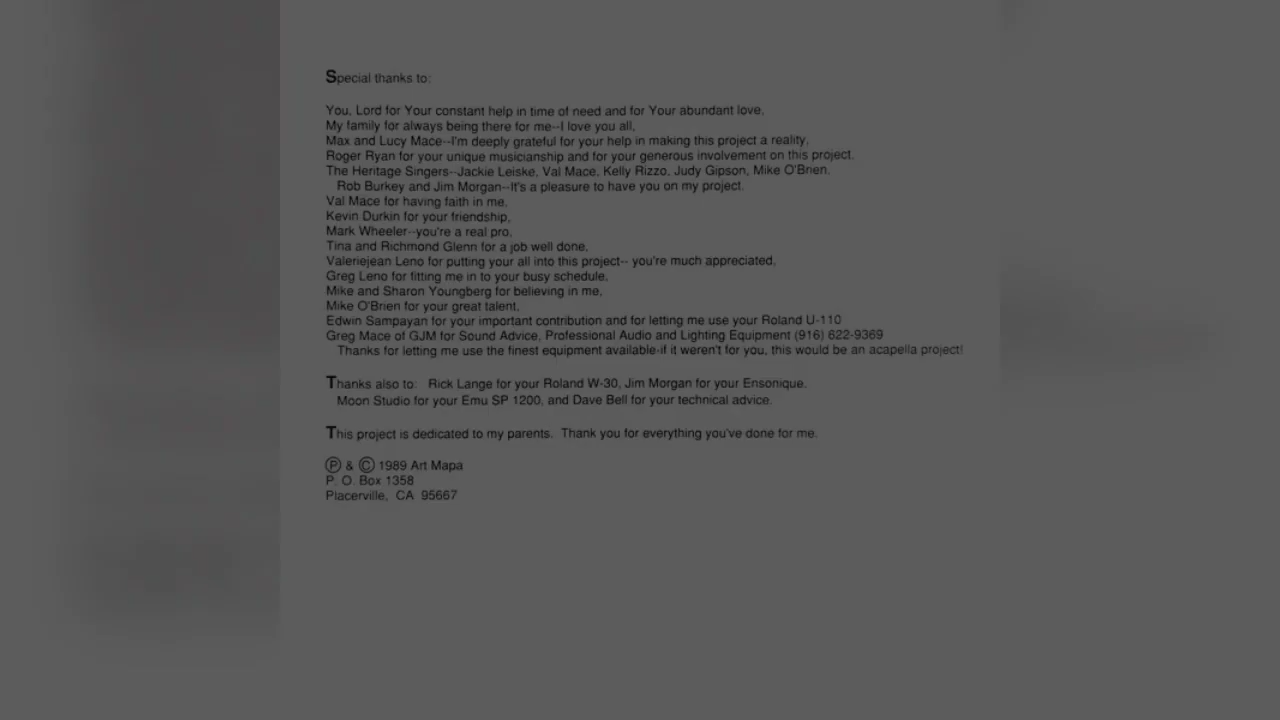 Special thanks to:
You, Lord for Your constant help in time of need and for Your abundant love,
My family for always being there for me--I love you all,
Max and Lucy Mace--I'm deeply grateful for your help in making this project a reality,
Roger Ryan for your unique musicianship and for your generous involvement on this project.
The Heritage Singers--Jackie Leiske, Val Mace, Kelly Rizzo, Judy Gipson, Mike O'Brien,
Rob Burkey and Jim Morgan--It's a pleasure to have you on my project.
Val Mace for having faith in me,
Kevin Durkin for your friendship,
Mark Wheeler--you're a real pro,
Tina and Richmond Glenn for a job well done,
Valeriejean Leno for putting your all into this project-- you're much appreciated,
Greg Leno for fitting me in to your busy schedule,
Mike and Sharon Youngberg for believing in me,
Mike O'Brien for your great talent,
Edwin Sampayan for your important contribution and for letting me use your Roland U-110
Greg Mace of GJM for Sound Advice, Professional Audio and Lighting Equipment (916) 622-9369
Thanks for letting me use the finest equipment available-if it weren't for you, this would be an acapella project!
Thanks also to: Rick Lange for your Roland W-30, Jim Morgan for your Ensonique.
Moon Studio for your Emu SP 1200, and Dave Bell for your technical advice.
This project is dedicated to my parents. Thank you for everything you've done for me.
Ⓟ & © 1989 Art Mapa
P. O. Box 1358
Placerville, CA 95667